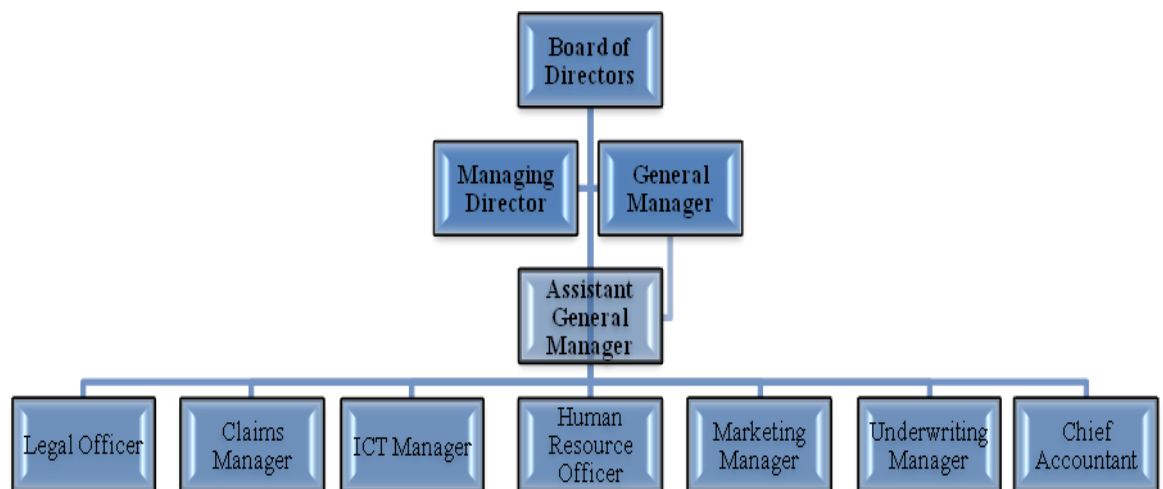 Board of
Directors
Managing
Director
General
Manager
Assistant
General
Manager
Legal Officer
Claims
Manager
ICT Manager
Human
Resource
Officer
Marketing
Manager
Underwriting
Manager
Chief
Accountant